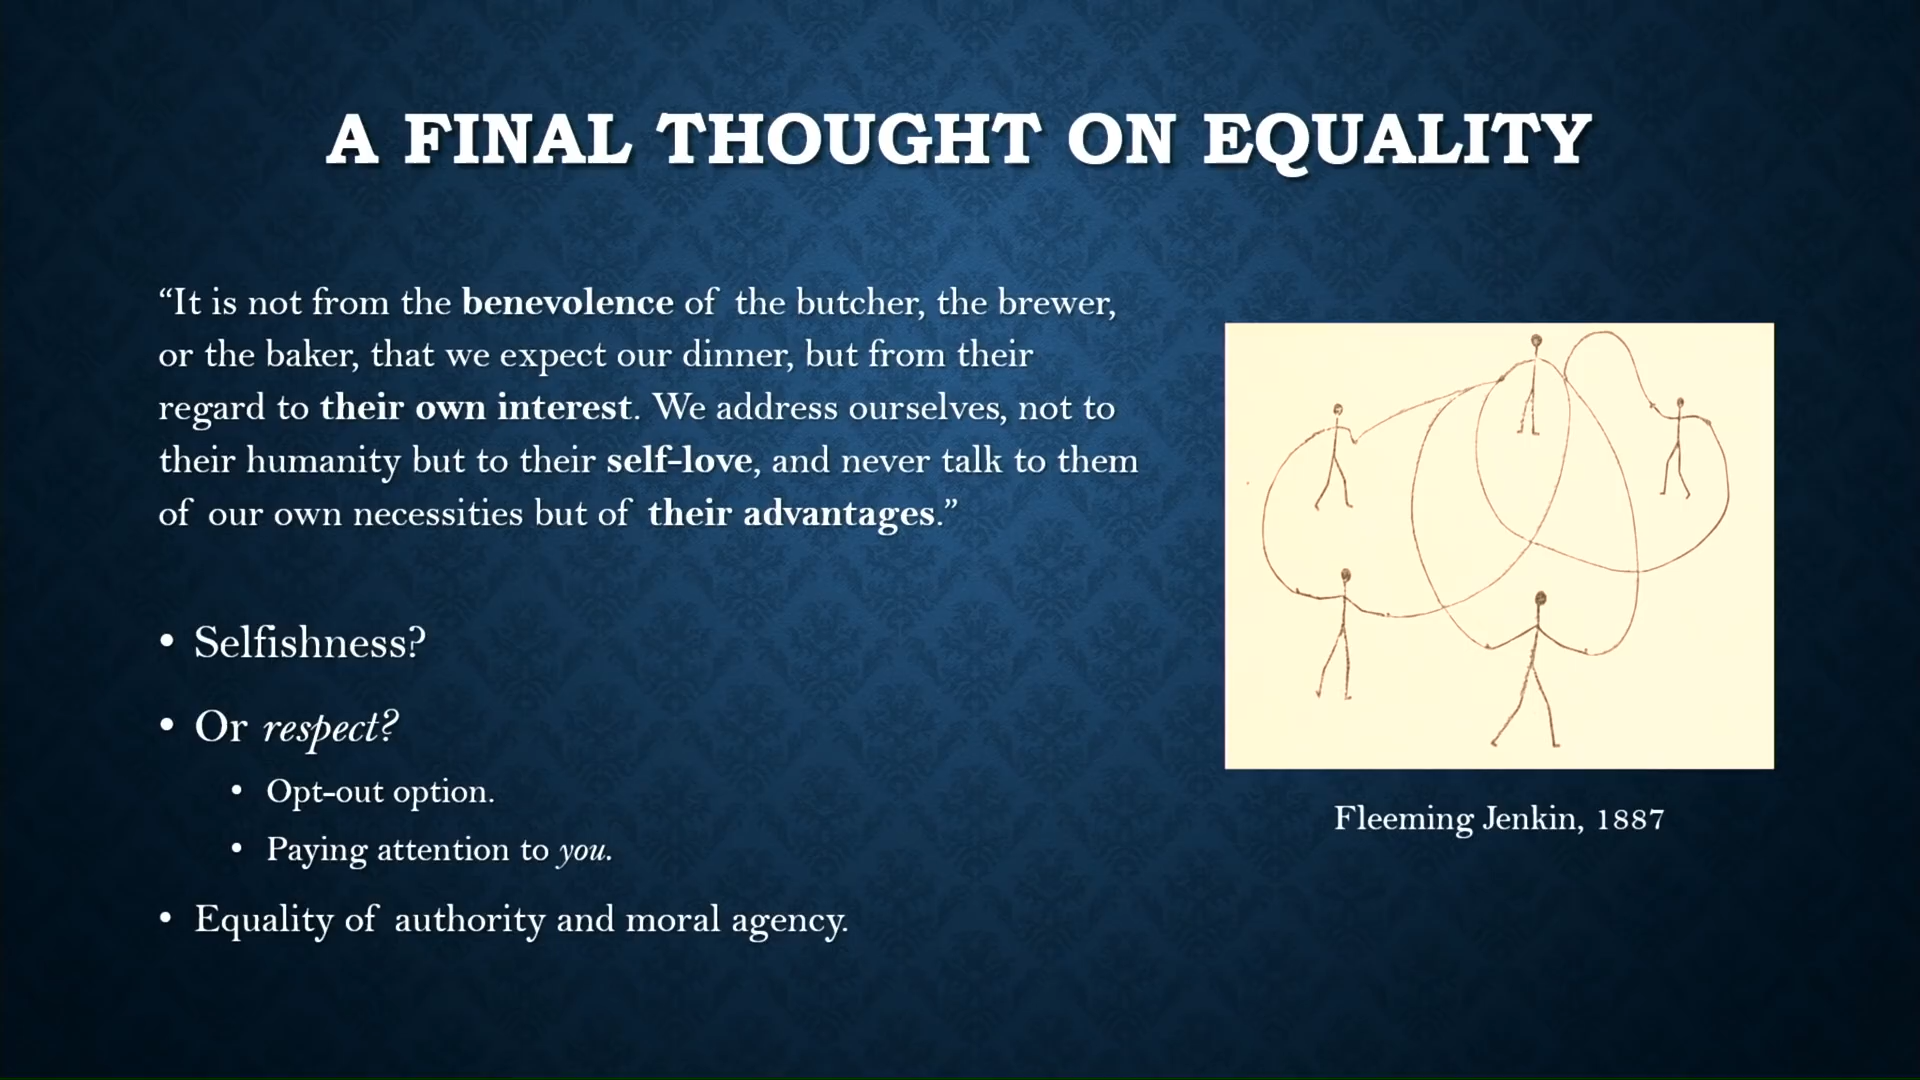 A FINAL THOUGHT ON EQUALITY
“It is not from the benevolence of the butcher, the brewer,
or the baker, that we expect our dinner, but from their
regard to their own interest. We address ourselves, not to
their humanity but to their self-love, and never talk to them
of our own necessities but of their advantages.”
• Selfishness?
• Or respect?
• Opt-out option.
• Paying attention to you.
• Equality of authority and moral agency.
Fleeming Jenkin, 1887